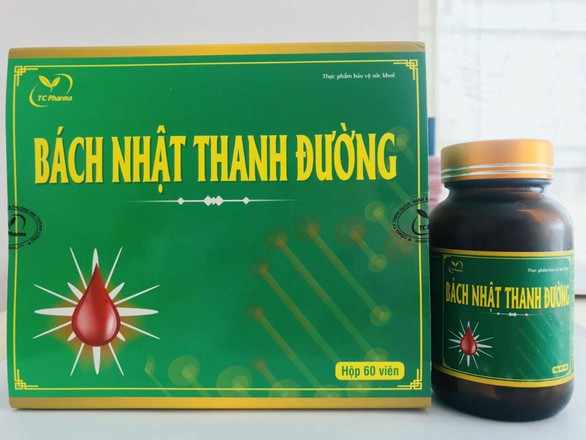 TC Pharma
Thực phẩm bảo vệ sức khoẻ
BÁCH NHẬT THANH ĐƯỜNG
Hộp 60 viên
Thực phẩm bảo vệ sức khoẻ
BÁCH NHẬT THANH ĐƯỜNG